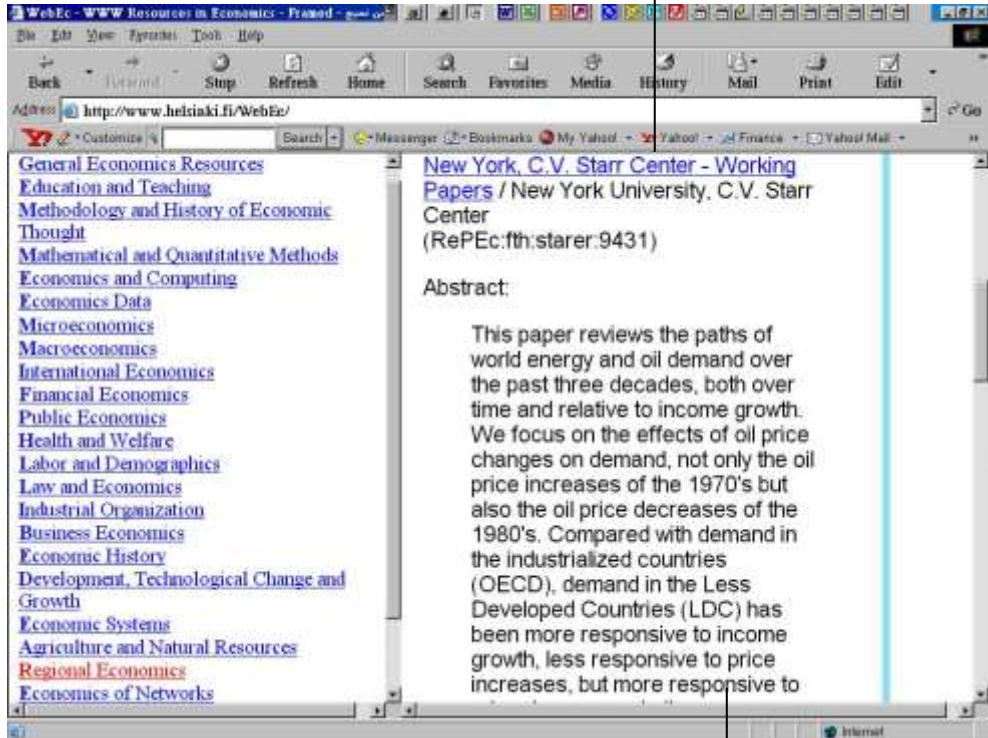 WebEc - WWW Resources in Economics - Framed -
File Edit View Favorites Tools Help
Back Forward Stop Refresh Home Search Favorites Media History Mail Print Edit
Address http://www.helsinki.fi/WebEc/ Go
Customize Search Messenger Bookmarks My Yahoo! Yahoo! Finance Yahoo! Mail
General Economics Resources
Education and Teaching
Methodology and History of Economic
Thought
Mathematical and Quantitative Methods
Economics and Computing
Economics Data
Microeconomics
Macroeconomics
International Economics
Financial Economics
Public Economics
Health and Welfare
Labor and Demographics
Law and Economics
Industrial Organization
Business Economics
Economic History
Development, Technological Change and
Growth
Economic Systems
Agriculture and Natural Resources
Regional Economics
Economics of Networks
New York, C.V. Starr Center - Working
Papers / New York University, C.V. Starr
Center
(RePEc:fth:starer:9431)
Abstract:
This paper reviews the paths of
world energy and oil demand over
the past three decades, both over
time and relative to income growth.
We focus on the effects of oil price
changes on demand, not only the oil
price increases of the 1970's but
also the oil price decreases of the
1980's. Compared with demand in
the industrialized countries
(OECD), demand in the Less
Developed Countries (LDC) has
been more responsive to income
growth, less responsive to price
increases, but more responsive to
Internet